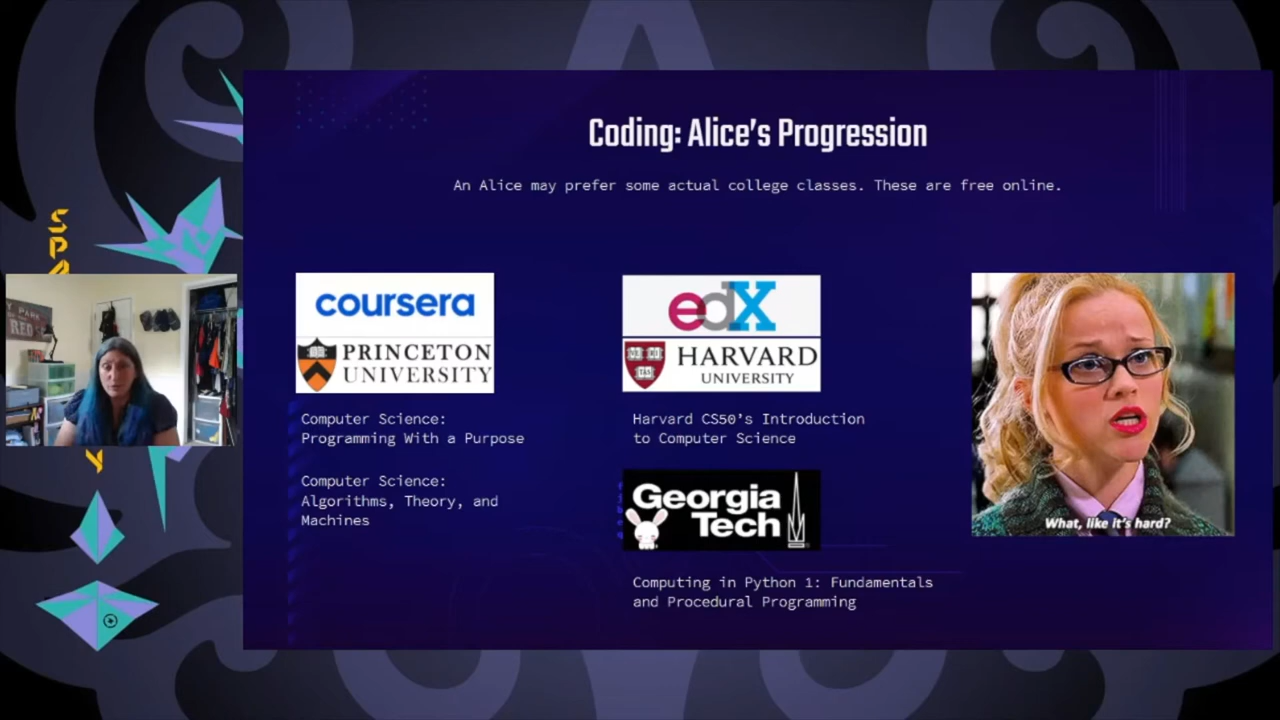 Coding: Alice's Progression
An Alice may prefer some actual college classes. These are free online.
coursera
PRINCETON
UNIVERSITY
Computer Science:
Programming With a Purpose
Computer Science:
Algorithms, Theory, and
Machines
edX
HARVARD
UNIVERSITY
Harvard CS50's Introduction
to Computer Science
Georgia
Tech
Computing in Python 1: Fundamentals
and Procedural Programming
What, like it's hard?
PARK
RED